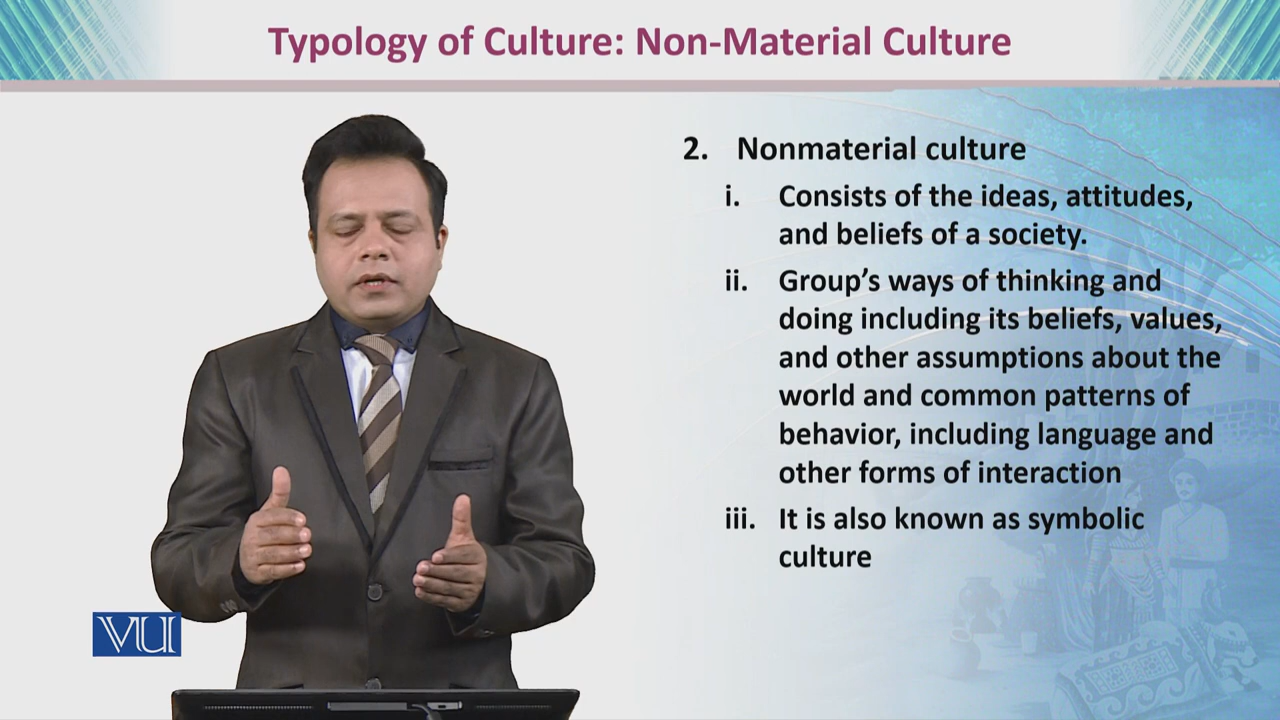 Typology of Culture: Non-Material Culture
2. Nonmaterial culture
i. Consists of the ideas, attitudes,
and beliefs of a society.
ii. Group’s ways of thinking and
doing including its beliefs, values,
and other assumptions about the
world and common patterns of
behavior, including language and
other forms of interaction
iii. It is also known as symbolic
culture
VU